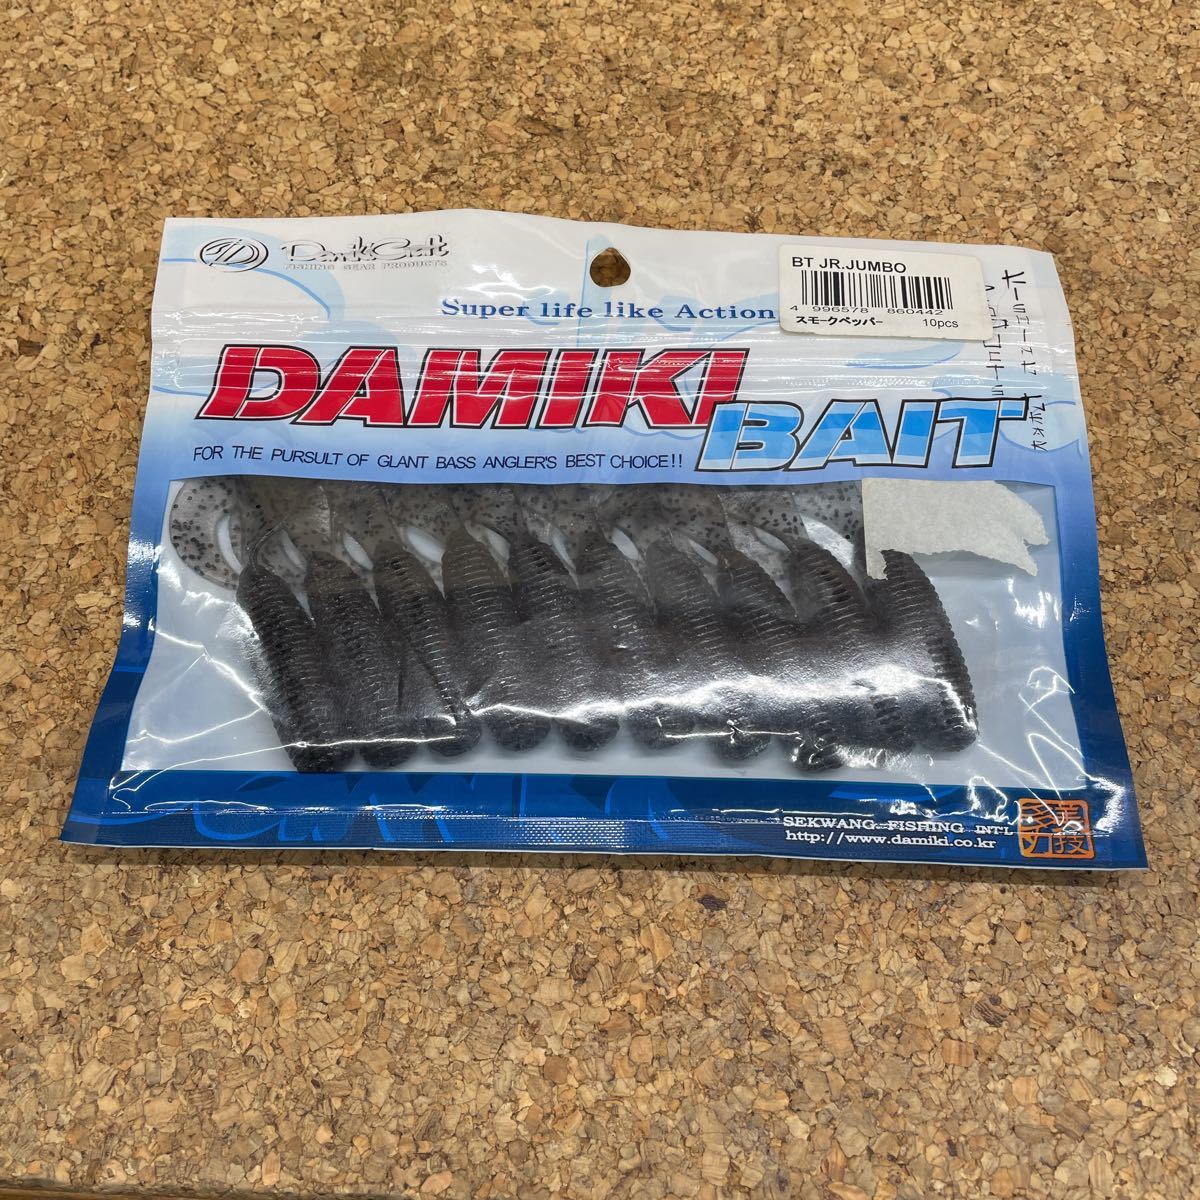 DamikiCraft
FISHING GEAR PRODUCTS
Super life like Action
BT JR.JUMBO
4 996578 860442
スモークペッパー 10pcs
DAMIKI
BAIT
FOR THE PURSULT OF GLANT BASS ANGLER'S BEST CHOICE!!
SEKWANG FISHING INT'L
http://www.damiki.co.kr